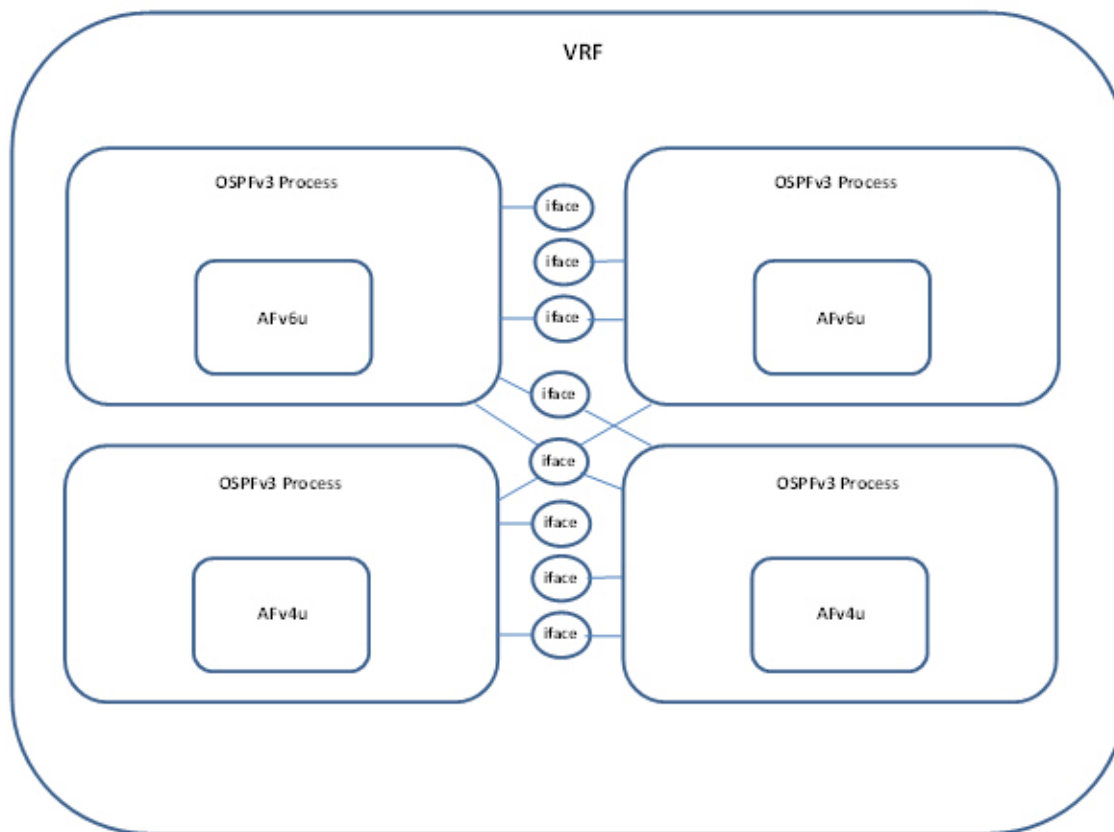 VRF
OSPFv3 Process
OSPFv3 Process
iface
iface
iface
AFv6u
AFv6u
iface
iface
OSPFv3 Process
OSPFv3 Process
iface
iface
iface
AFv4u
AFv4u